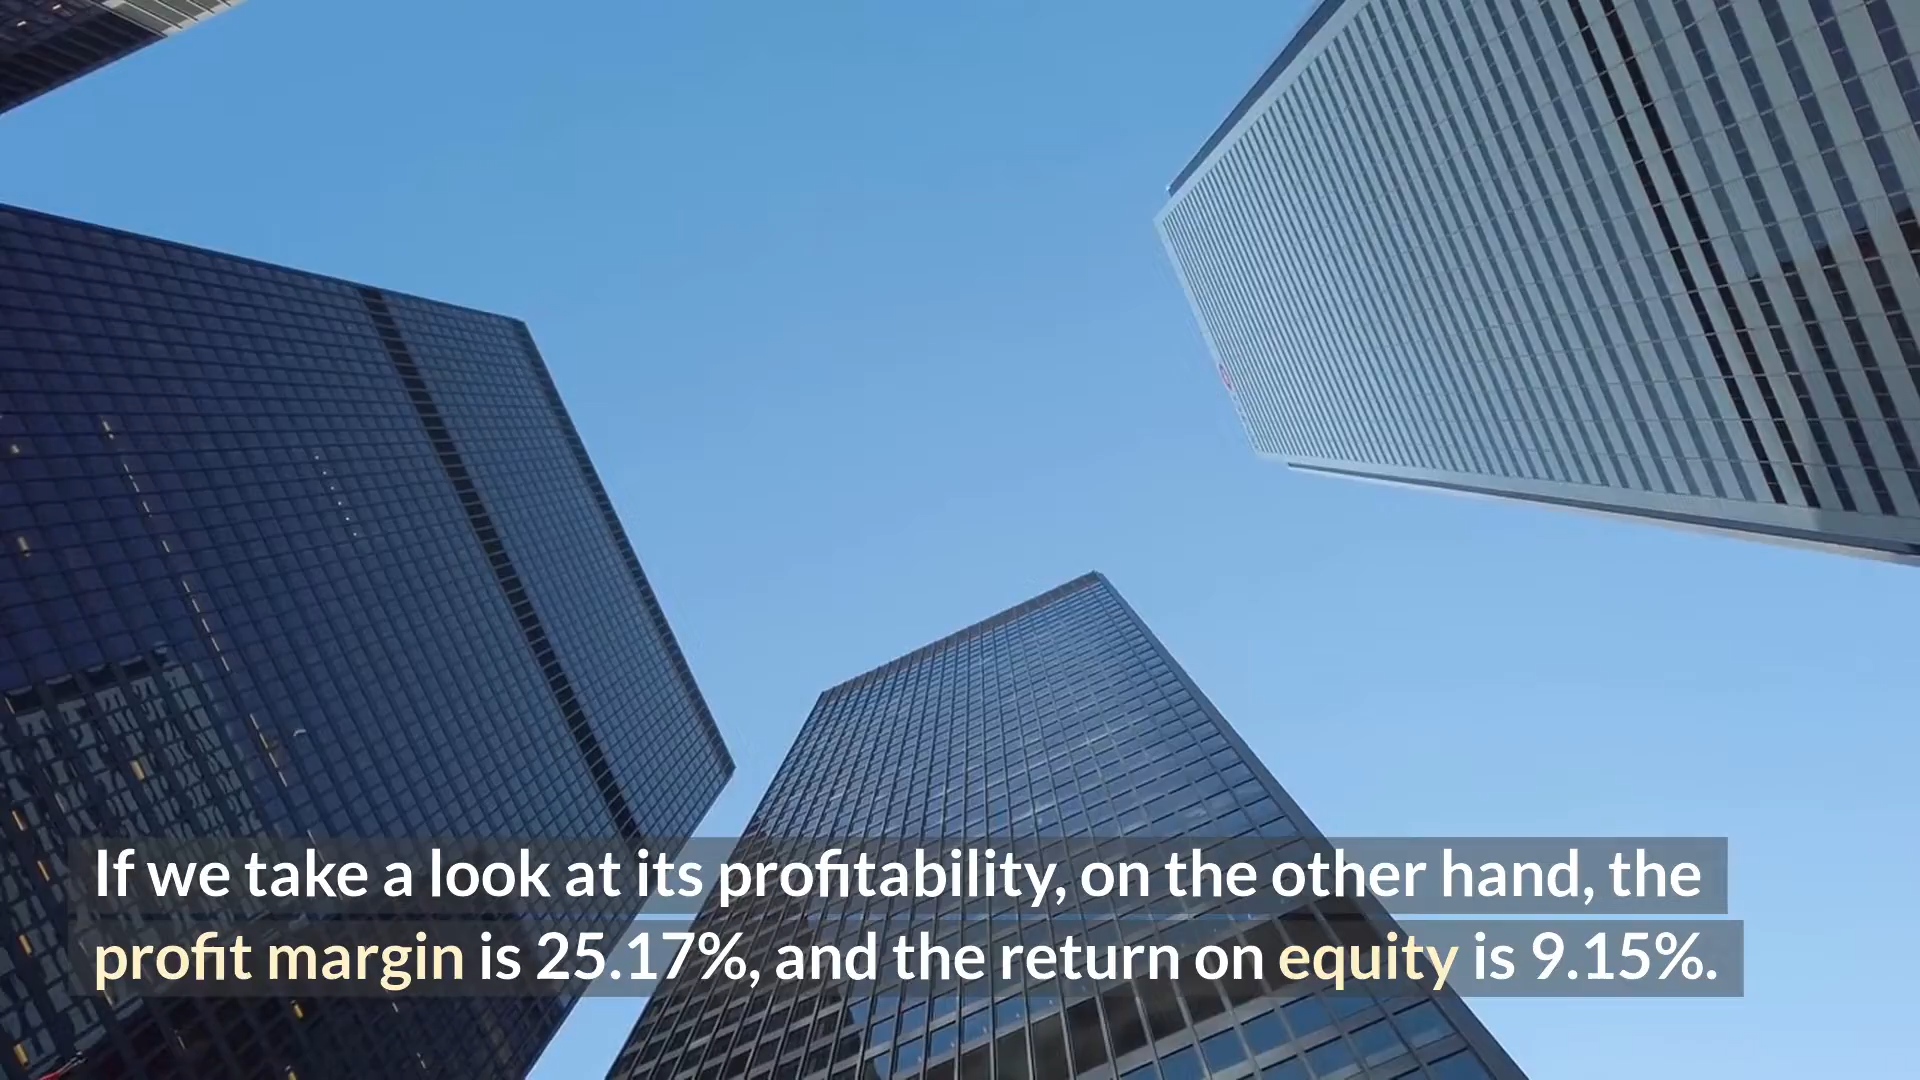 If we take a look at its profitability, on the other hand, the
profit margin is 25.17%, and the return on equity is 9.15%.